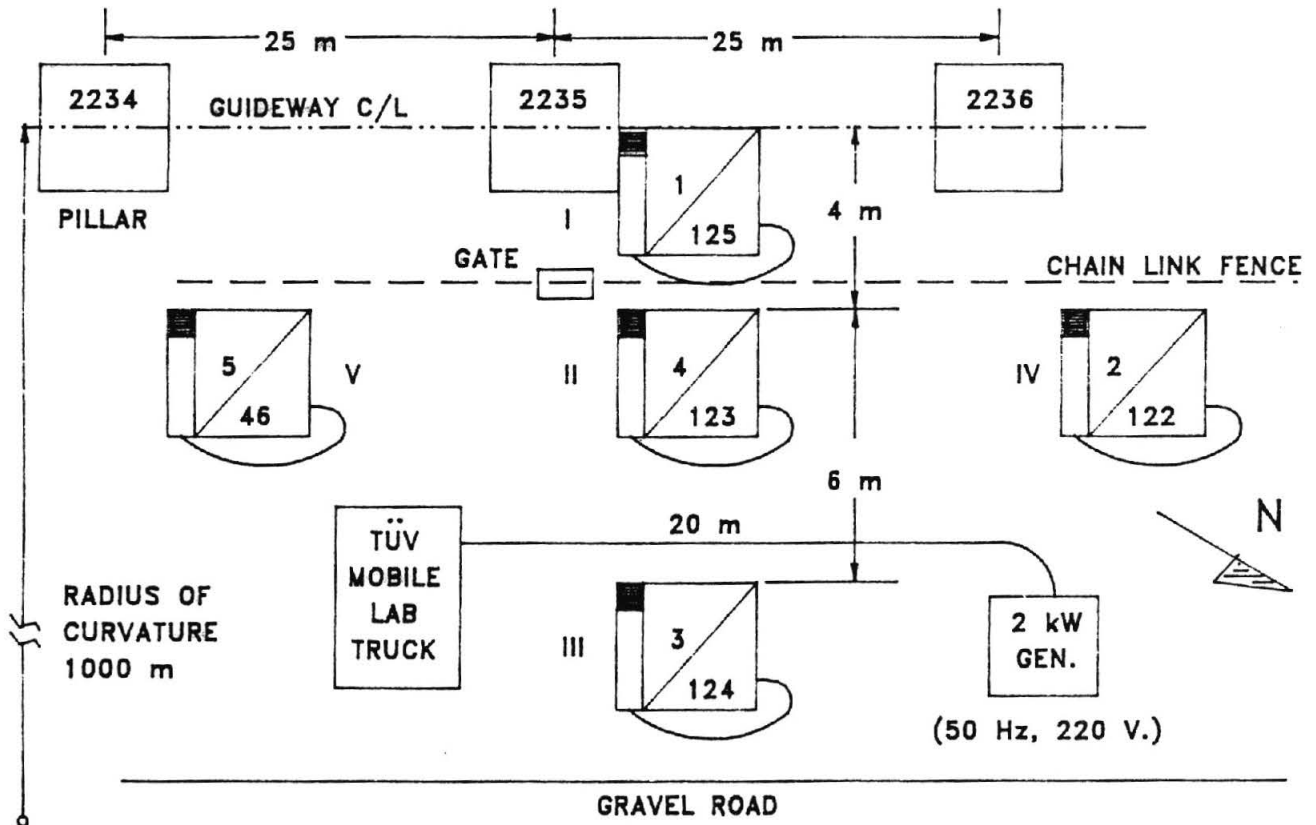 25 m
25 m
2234
GUIDEWAY C/L
2235
2236
PILLAR
I
1
125
4 m
GATE
CHAIN LINK FENCE
5
46
V
II
4
123
IV
2
122
6 m
20 m
N
TÜV
MOBILE
LAB
TRUCK
RADIUS OF
CURVATURE
1000 m
III
3
124
2 kW
GEN.
(50 Hz, 220 V.)
GRAVEL ROAD